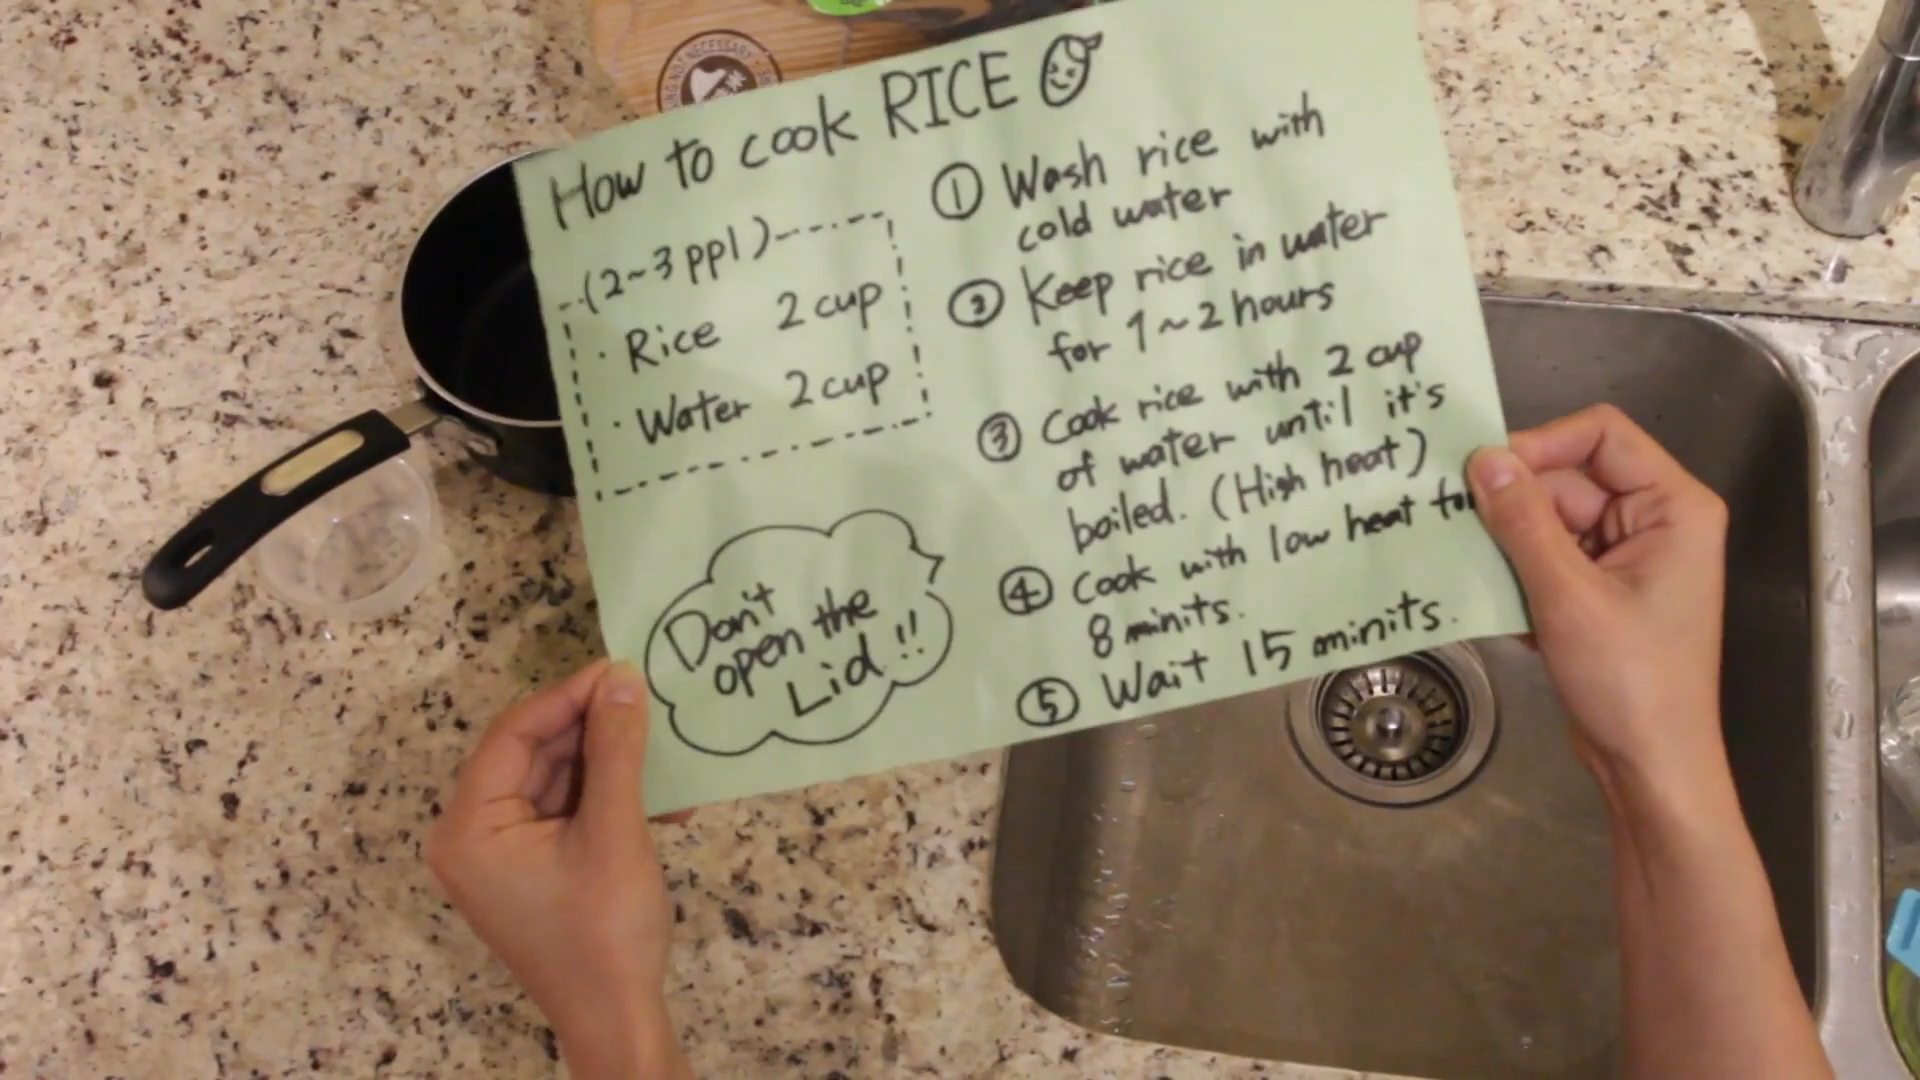 How to cook RICE
(2~3 ppl)
· Rice 2 cup
· Water 2 cup
Don't
open the
Lid!!
① Wash rice with
cold water
② Keep rice in water
for 1~2 hours
③ Cook rice with 2 cup
of water until it's
boiled. (High heat)
④ Cook with low heat for
8 minits.
⑤ Wait 15 minits.
NOT NECESSARY